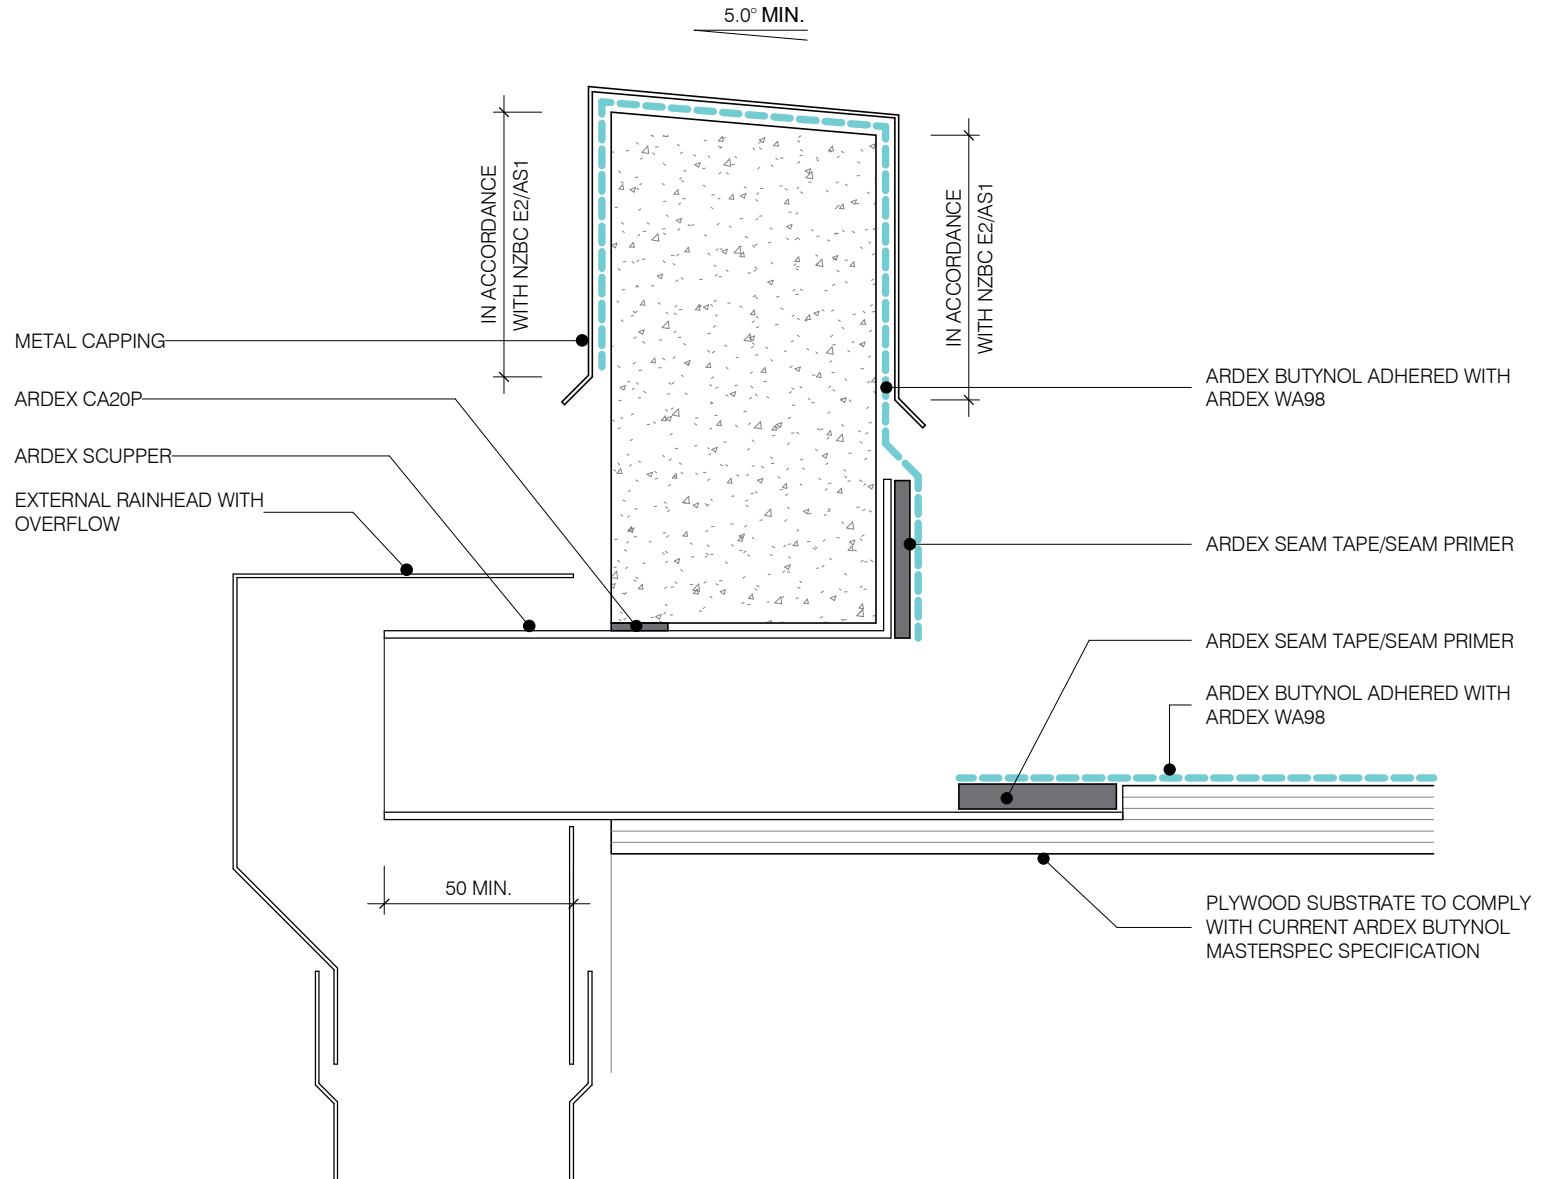 5.0° MIN.
IN ACCORDANCE
WITH NZBC E2/AS1
IN ACCORDANCE
WITH NZBC E2/AS1
METAL CAPPING
ARDEX CA20P
ARDEX SCUPPER
EXTERNAL RAINHEAD WITH
OVERFLOW
ARDEX BUTYNOL ADHERED WITH
ARDEX WA98
ARDEX SEAM TAPE/SEAM PRIMER
ARDEX SEAM TAPE/SEAM PRIMER
ARDEX BUTYNOL ADHERED WITH
ARDEX WA98
50 MIN.
PLYWOOD SUBSTRATE TO COMPLY
WITH CURRENT ARDEX BUTYNOL
MASTERSPEC SPECIFICATION